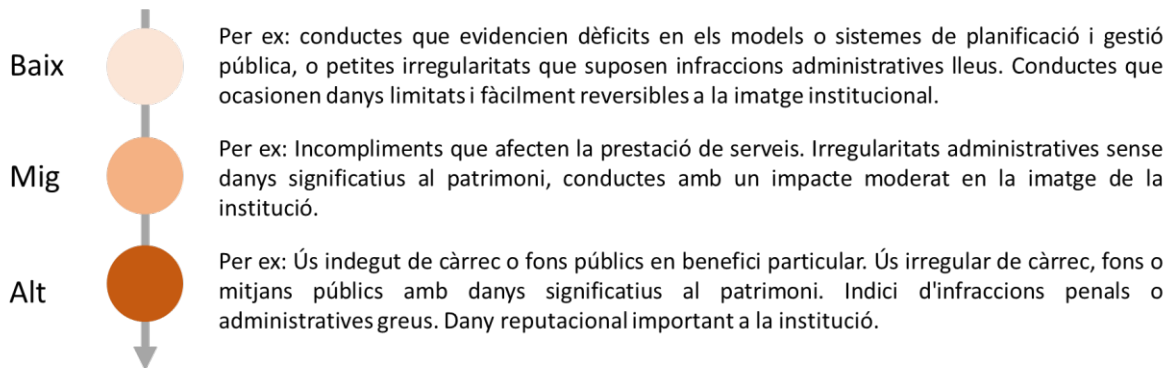 Baix
Per ex: conductes que evidencien dèficits en els models o sistemes de planificació i gestió
pública, o petites irregularitats que suposen infraccions administratives lleus. Conductes que
ocasionen danys limitats i fàcilment reversibles a la imatge institucional.
Mig
Per ex: Incompliments que afecten la prestació de serveis. Irregularitats administratives sense
danys significatius al patrimoni, conductes amb un impacte moderat en la imatge de la
institució.
Alt
Per ex: Ús indegut de càrrec o fons públics en benefici particular. Ús irregular de càrrec, fons o
mitjans públics amb danys significatius al patrimoni. Indici d'infraccions penals o
administratives greus. Dany reputacional important a la institució.